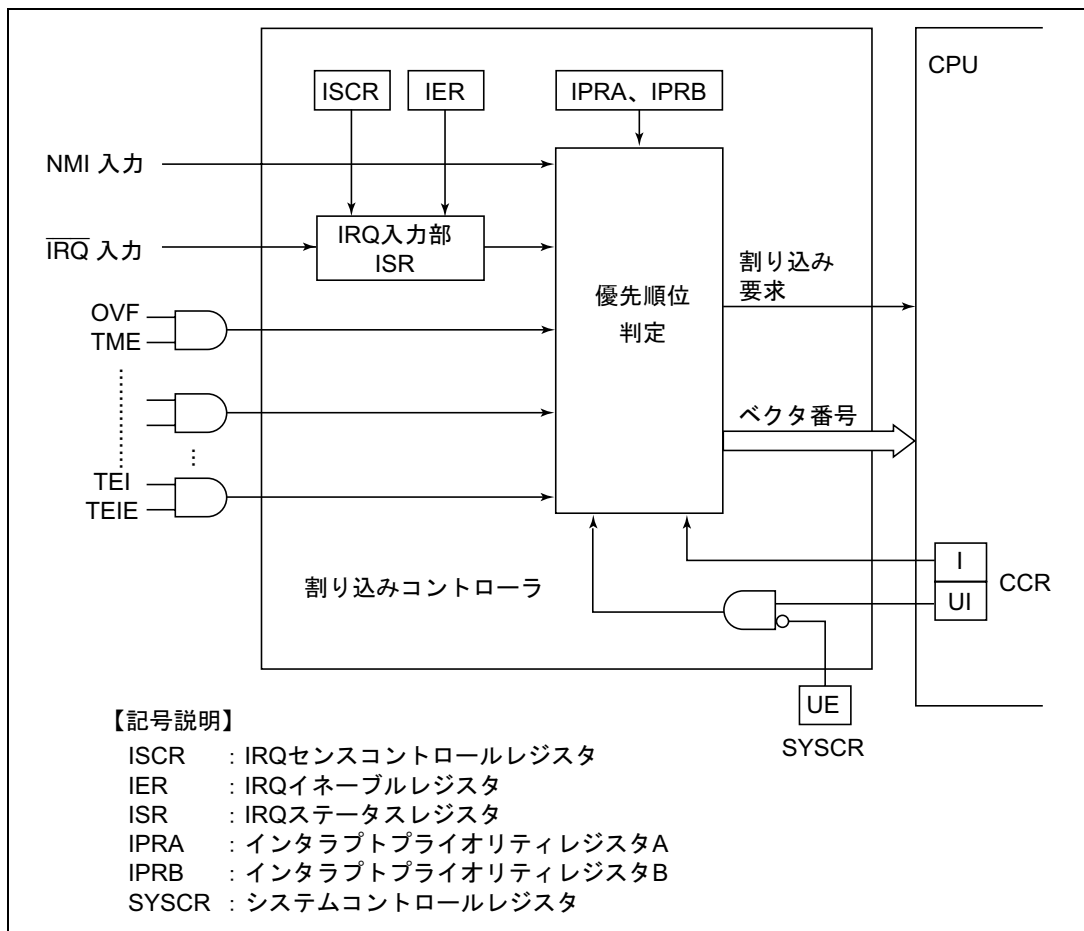 CPU
ISCR
IER
IPRA、IPRB
NMI 入力
IRQ 入力
IRQ入力部
ISR
OVF
TME
TEI
TEIE
優先順位
判定
割り込み
要求
ベクタ番号
割り込みコントローラ
I
UI
CCR
UE
SYSCR
【記号説明】
ISCR : IRQセンスコントロールレジスタ
IER : IRQイネーブルレジスタ
ISR : IRQステータスレジスタ
IPRA : インタラプトプライオリティレジスタA
IPRB : インタラプトプライオリティレジスタB
SYSCR : システムコントロールレジスタ